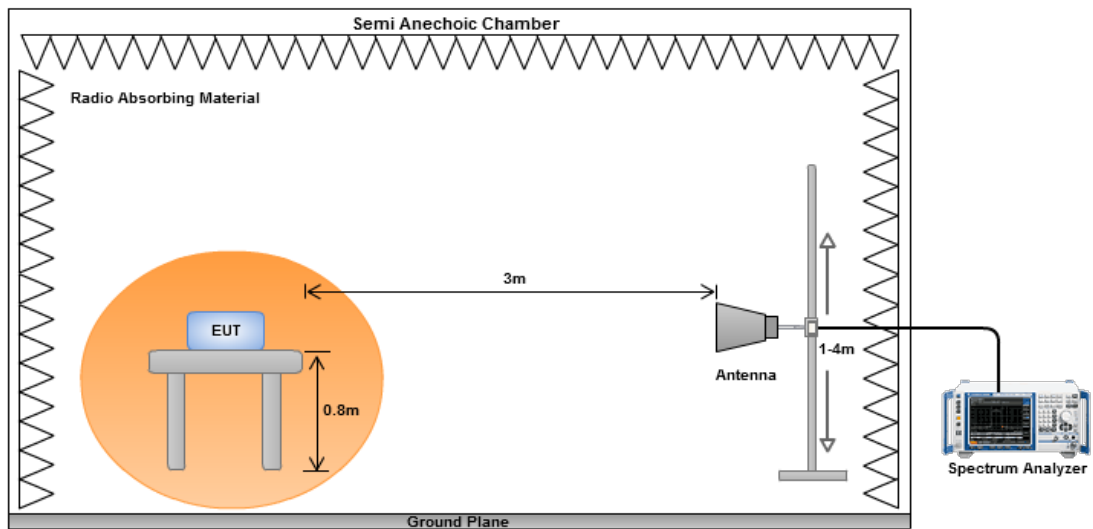 Semi Anechoic Chamber
Radio Absorbing Material
3m
EUT
1-4m
Antenna
0.8m
Spectrum Analyzer
Ground Plane